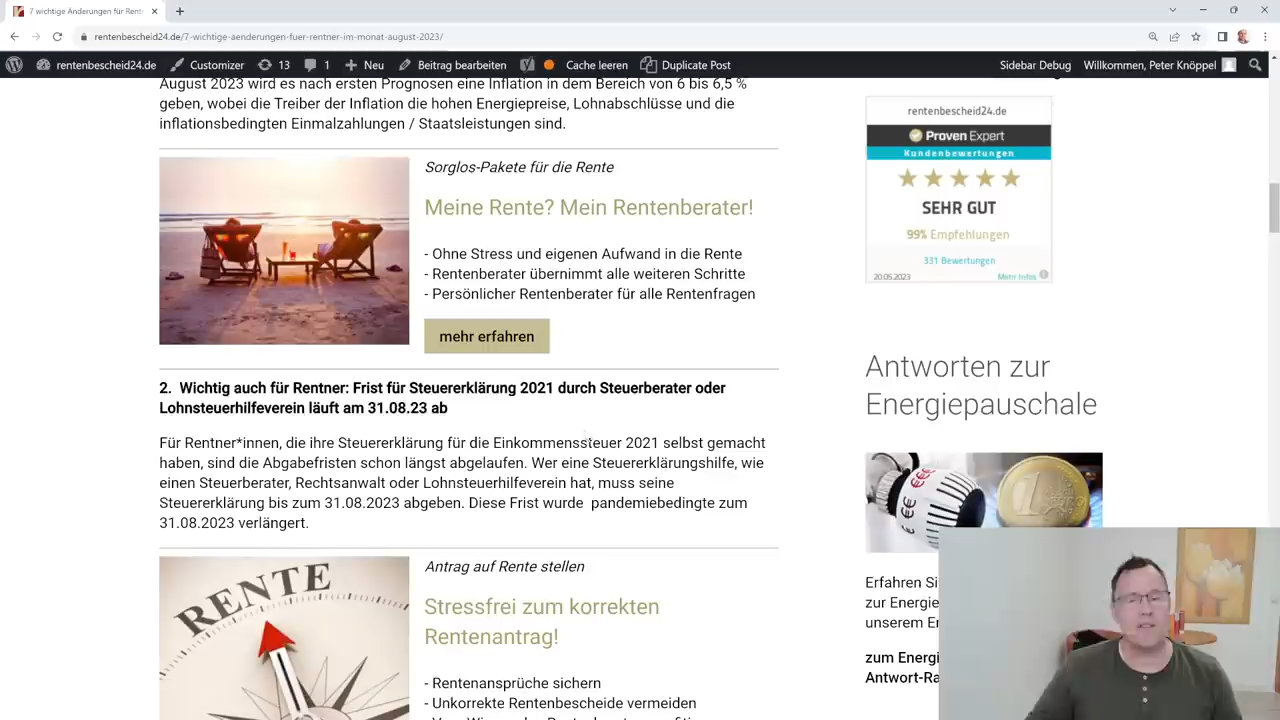 7 wichtige Änderungen für Rentn
rentenbescheid24.de/7-wichtige-aenderungen-fuer-rentner-im-monat-august-2023/
rentenbescheid24.de Customizer 13 1 Neu Beitrag bearbeiten Cache leeren Duplicate Post Sidebar Debug Willkommen, Peter Knöppel
August 2023 wird es nach ersten Prognosen eine Inflation in dem Bereich von 6 bis 6,5 %
geben, wobei die Treiber der Inflation die hohen Energiepreise, Lohnabschlüsse und die
inflationsbedingten Einmalzahlungen / Staatsleistungen sind.
Sorglos-Pakete für die Rente
Meine Rente? Mein Rentenberater!
- Ohne Stress und eigenen Aufwand in die Rente
- Rentenberater übernimmt alle weiteren Schritte
- Persönlicher Rentenberater für alle Rentenfragen
mehr erfahren
2. Wichtig auch für Rentner: Frist für Steuererklärung 2021 durch Steuerberater oder
Lohnsteuerhilfeverein läuft am 31.08.23 ab
Für Rentner*innen, die ihre Steuererklärung für die Einkommenssteuer 2021 selbst gemacht
haben, sind die Abgabefristen schon längst abgelaufen. Wer eine Steuererklärungshilfe, wie
einen Steuerberater, Rechtsanwalt oder Lohnsteuerhilfeverein hat, muss seine
Steuererklärung bis zum 31.08.2023 abgeben. Diese Frist wurde pandemiebedingte zum
31.08.2023 verlängert.
RENTE
Antrag auf Rente stellen
Stressfrei zum korrekten
Rentenantrag!
- Rentenansprüche sichern
- Unkorrekte Rentenbescheide vermeiden
rentenbescheid24.de
Proven Expert
Kundenbewertungen
SEHR GUT
99% Empfehlungen
331 Bewertungen
20.05.2023 Mehr Infos
Antworten zur
Energiepauschale
€€ €€€
1
Erfahren Si
zur Energie
unserem Er
zum Energi
Antwort-Ra